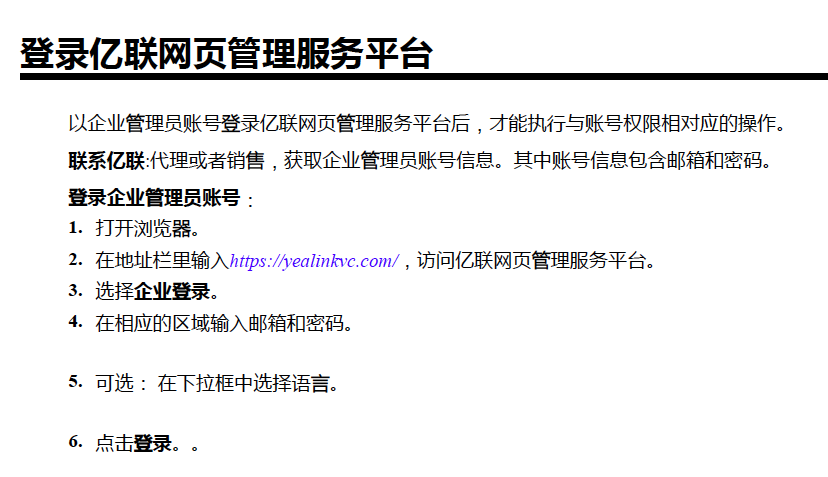 登录亿联网页管理服务平台
以企业管理员账号登录亿联网页管理服务平台后，才能执行与账号权限相对应的操作。
联系亿联:代理或者销售，获取企业管理员账号信息。其中账号信息包含邮箱和密码。
登录企业管理员账号：
1. 打开浏览器。
2. 在地址栏里输入https://yealinkvc.com/，访问亿联网页管理服务平台。
3. 选择企业登录。
4. 在相应的区域输入邮箱和密码。
5. 可选： 在下拉框中选择语言。
6. 点击登录。。